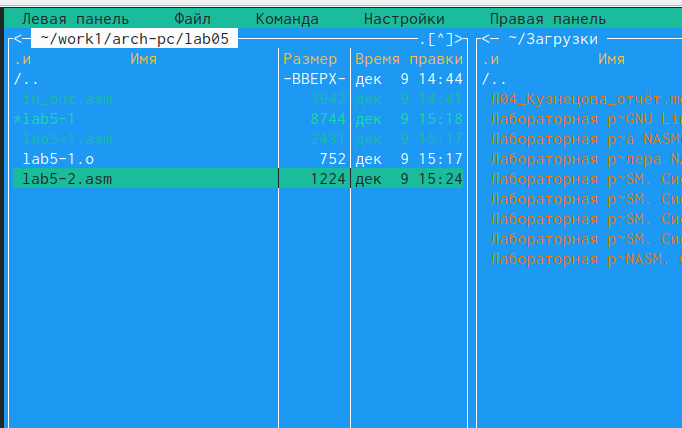 Левая панель Файл Команда Настройки Правая панель
<— ~/work1/arch-pc/lab05 .[^]> <— ~/Загрузки
.и Имя Размер Время правки .и Имя
/.. -ВВЕРХ- дек 9 14:44 /..
in_out.asm 3942 дек 9 14:41 Л04_Кузнецова_отчёт.m
*lab5-1 8744 дек 9 15:18 Лабораторная р~GNU Lin
lab5-1.asm 2431 дек 9 15:17 Лабораторная р~а NASM
lab5-1.o 752 дек 9 15:17 Лабораторная р~лера N
lab5-2.asm 1224 дек 9 15:24 Лабораторная р~SM. Си
Лабораторная р~SM. Си
Лабораторная р~SM. Си
Лабораторная р~SM. Си
Лабораторная р~NASM.